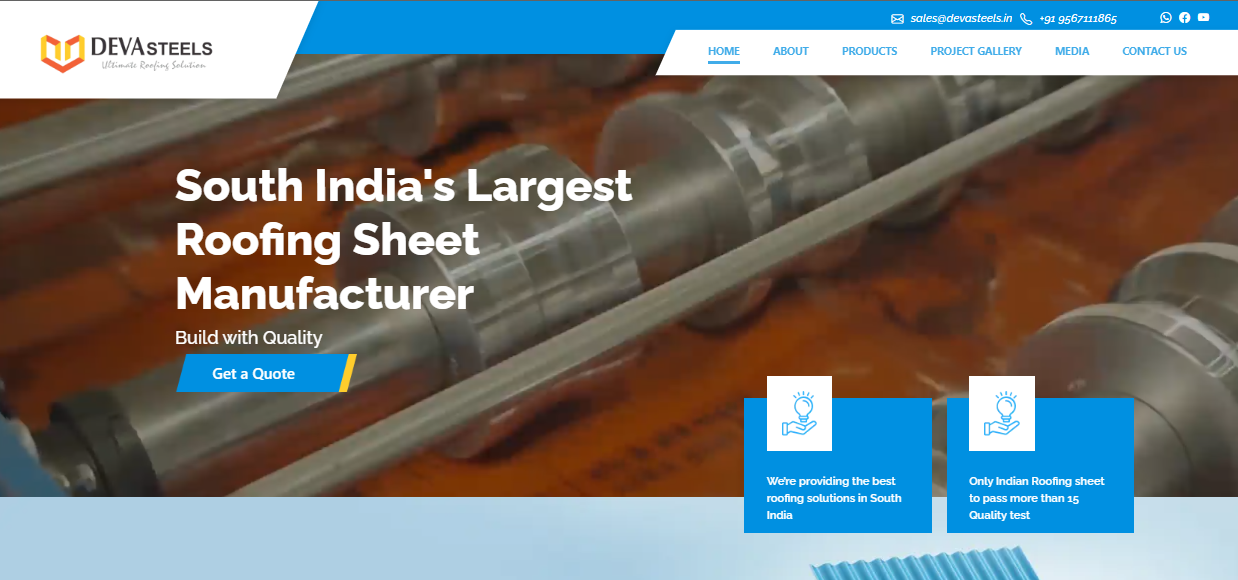 sales@devasteels.in +91 9567111865
DEVA STEELS
Ultimate Roofing Solution
HOME ABOUT PRODUCTS PROJECT GALLERY MEDIA CONTACT US
South India's Largest
Roofing Sheet
Manufacturer
Build with Quality
Get a Quote
We're providing the best
roofing solutions in South
India
Only Indian Roofing sheet
to pass more than 15
Quality test